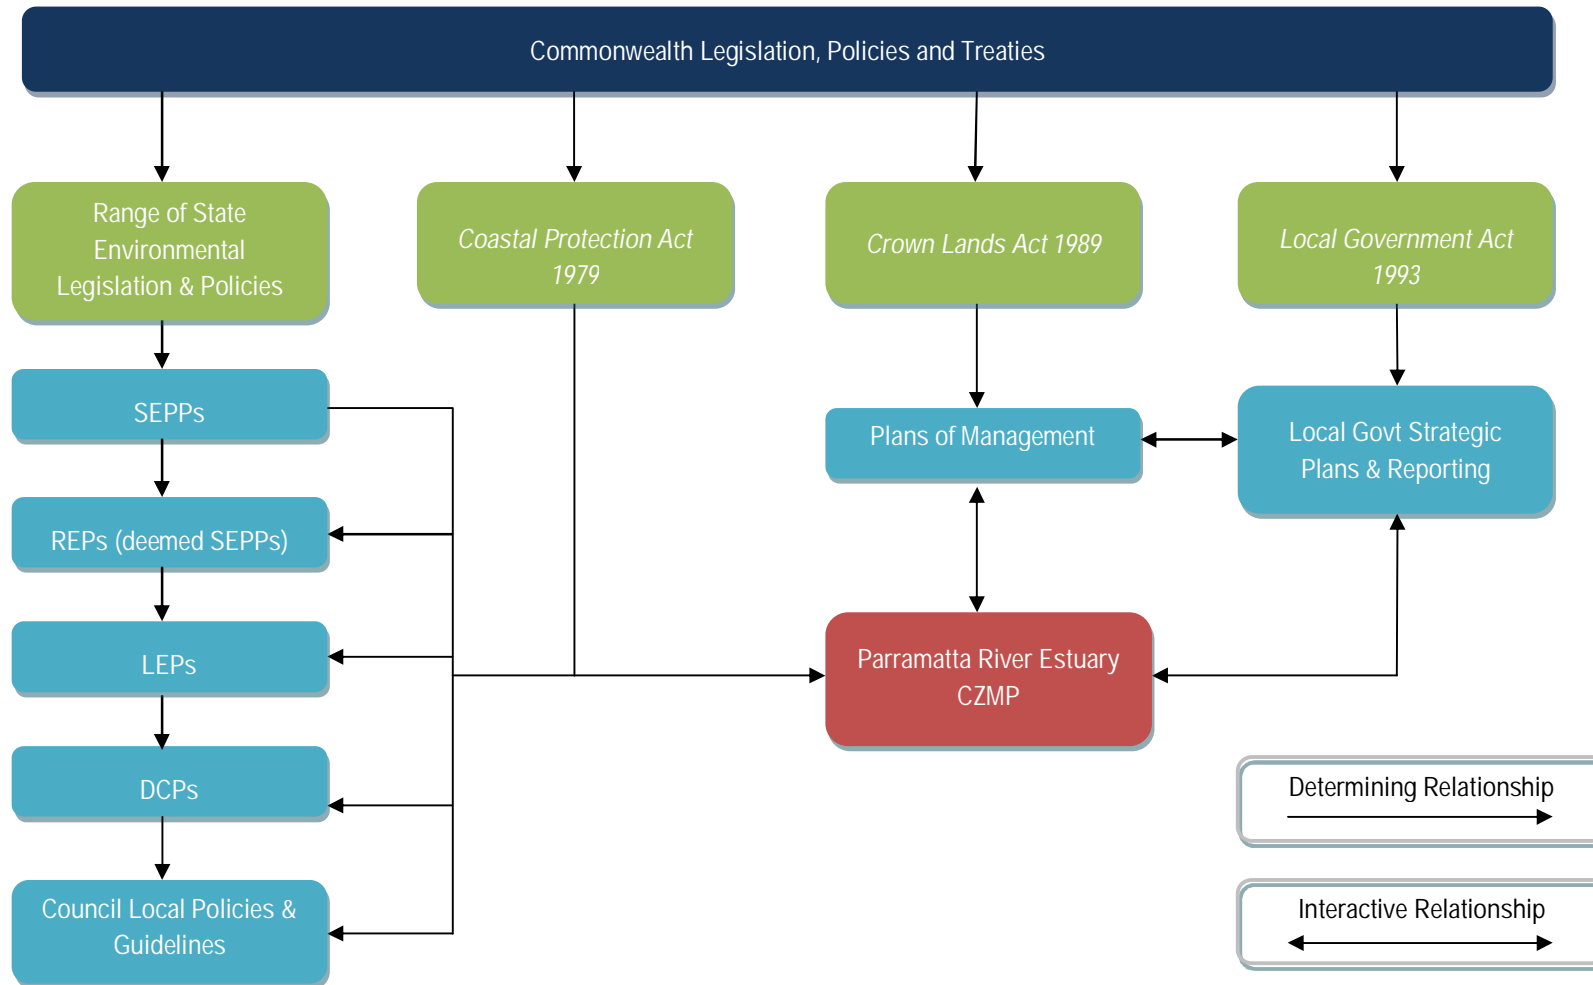 Commonwealth Legislation, Policies and Treaties
Range of State
Environmental
Legislation & Policies
Coastal Protection Act
1979
Crown Lands Act 1989
Local Government Act
1993
SEPPs
Plans of Management
Local Govt Strategic
Plans & Reporting
REPs (deemed SEPPs)
LEPs
Parramatta River Estuary
CZMP
DCPs
Determining Relationship
Council Local Policies &
Guidelines
Interactive Relationship